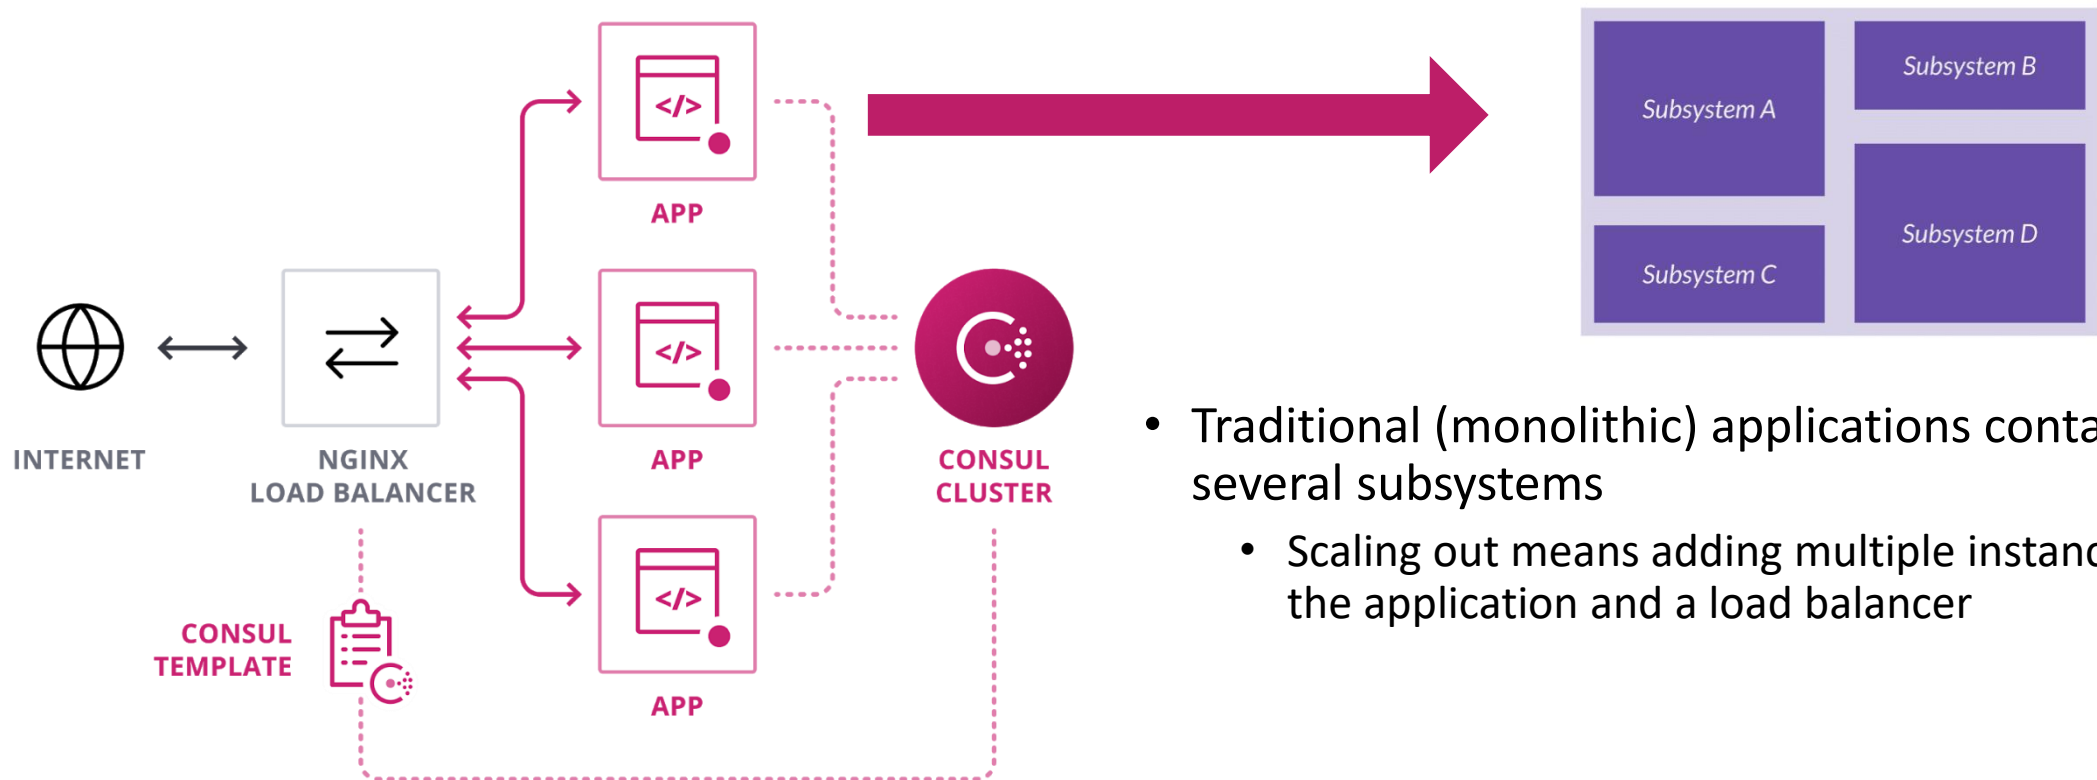 INTERNET
NGINX
LOAD BALANCER
CONSUL
TEMPLATE
</>
APP
</>
APP
</>
APP
CONSUL
CLUSTER
Subsystem A
Subsystem B
Subsystem C
Subsystem D
• Traditional (monolithic) applications conta
several subsystems
• Scaling out means adding multiple instanc
the application and a load balancer